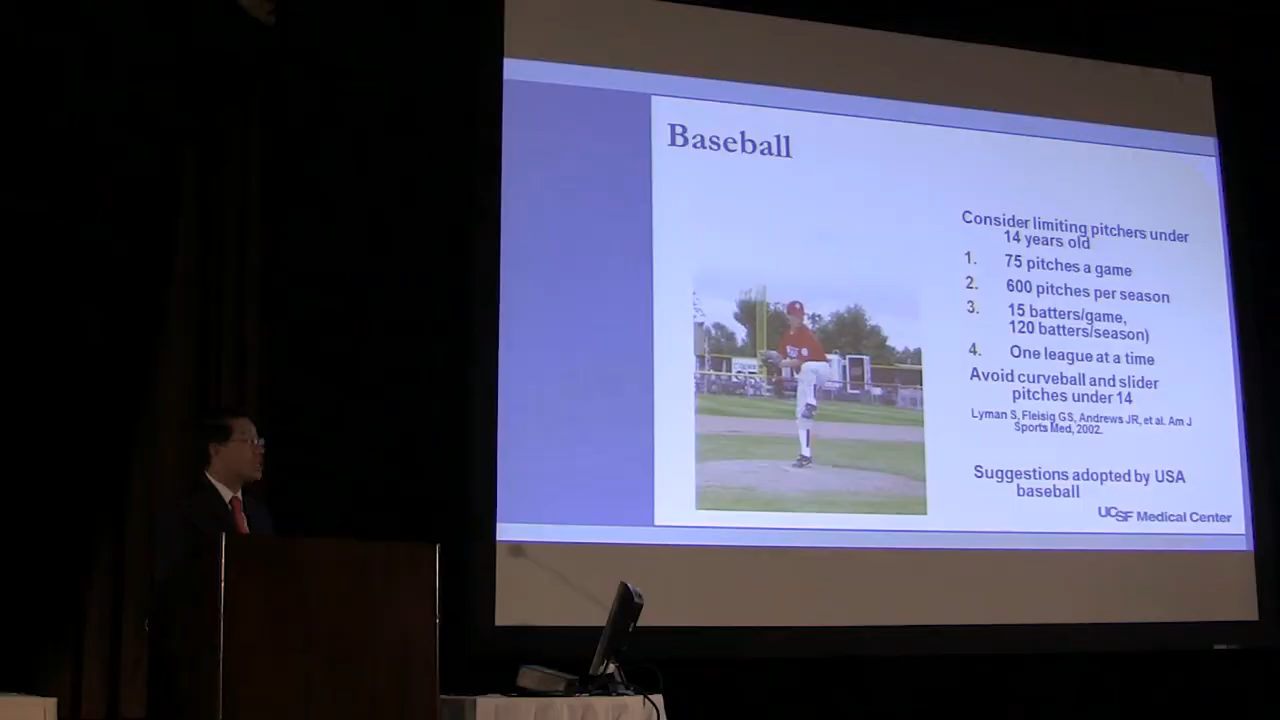 Baseball
Consider limiting pitchers under
14 years old
1. 75 pitches a game
2. 600 pitches per season
3. 15 batters/game,
120 batters/season)
4. One league at a time
Avoid curveball and slider
pitches under 14
Lyman S, Fleisig GS, Andrews JR, et al. Am J
Sports Med, 2002.
Suggestions adopted by USA
baseball
UCSF Medical Center